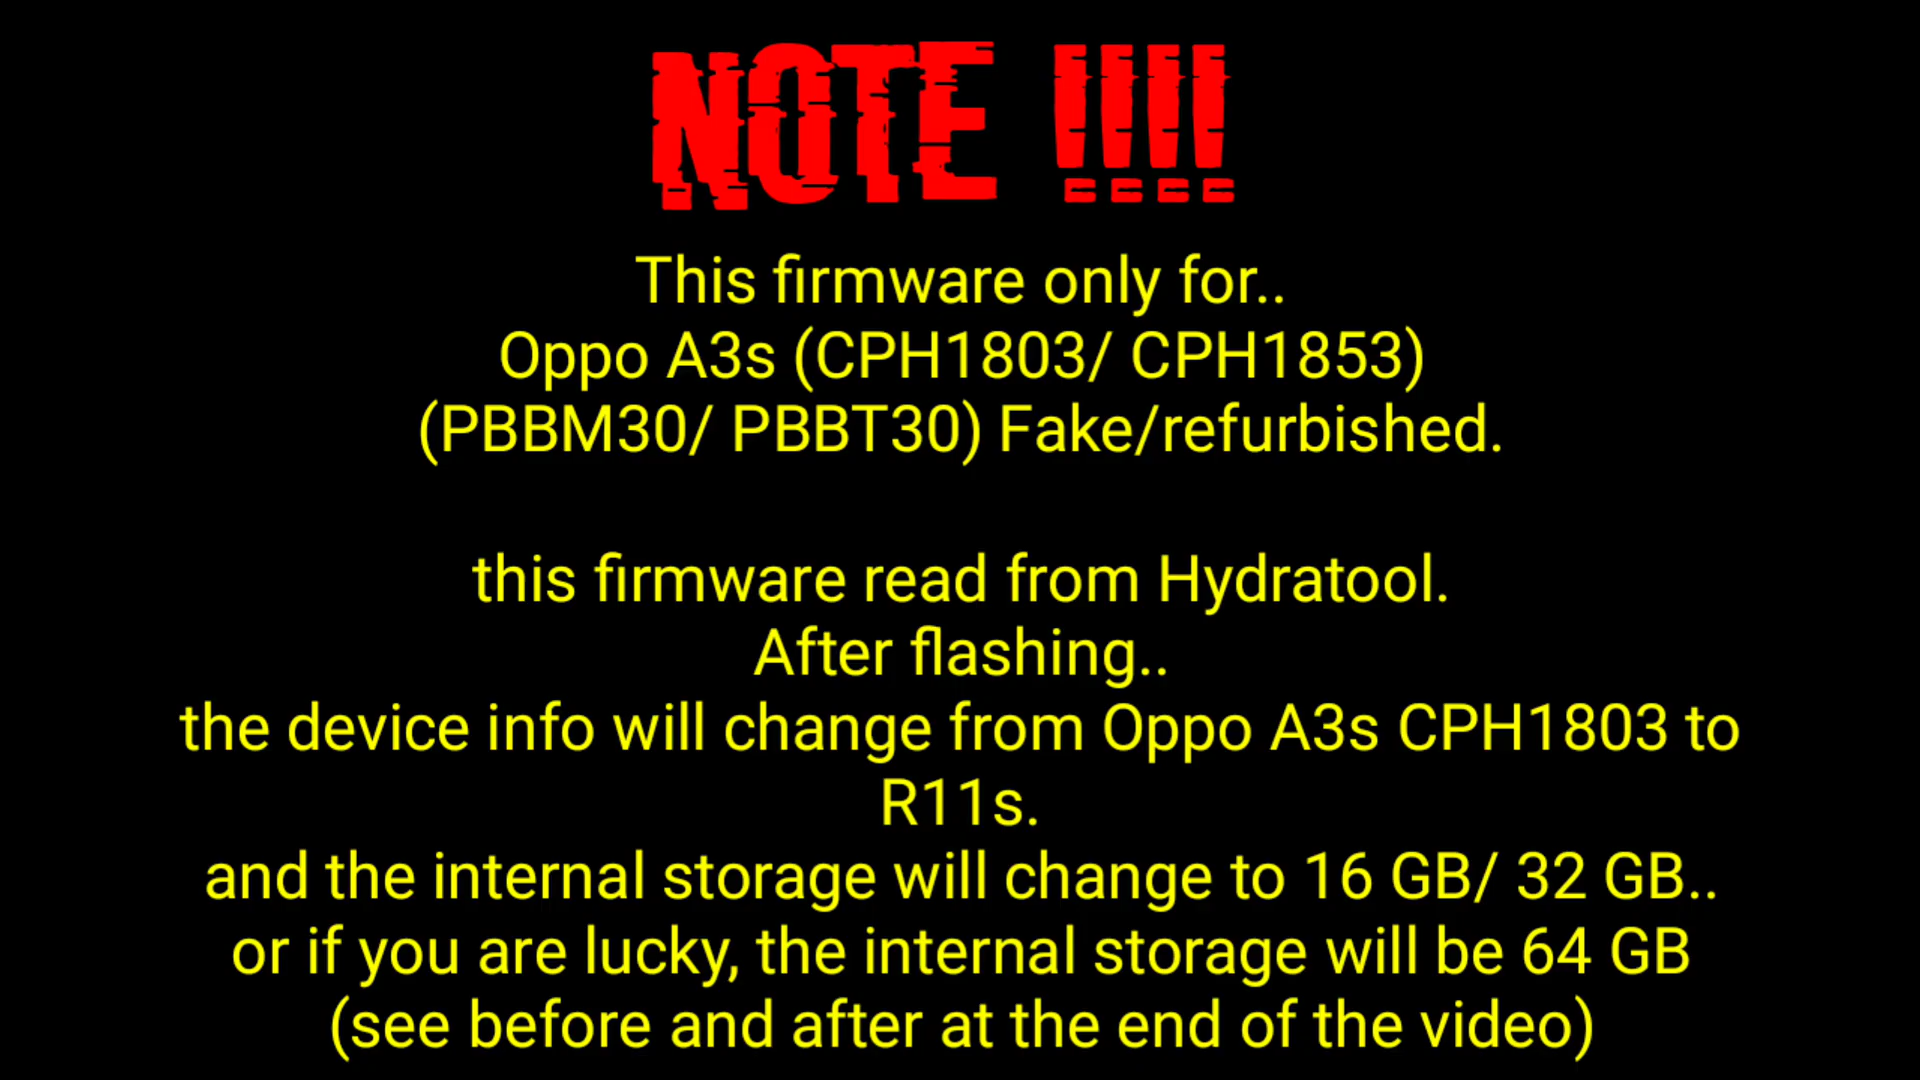 NOTE !!!!
This firmware only for..
Oppo A3s (CPH1803/ CPH1853)
(PBBM30/ PBBT30) Fake/refurbished.
this firmware read from Hydratool.
After flashing..
the device info will change from Oppo A3s CPH1803 to
R11s.
and the internal storage will change to 16 GB/ 32 GB..
or if you are lucky, the internal storage will be 64 GB
(see before and after at the end of the video)